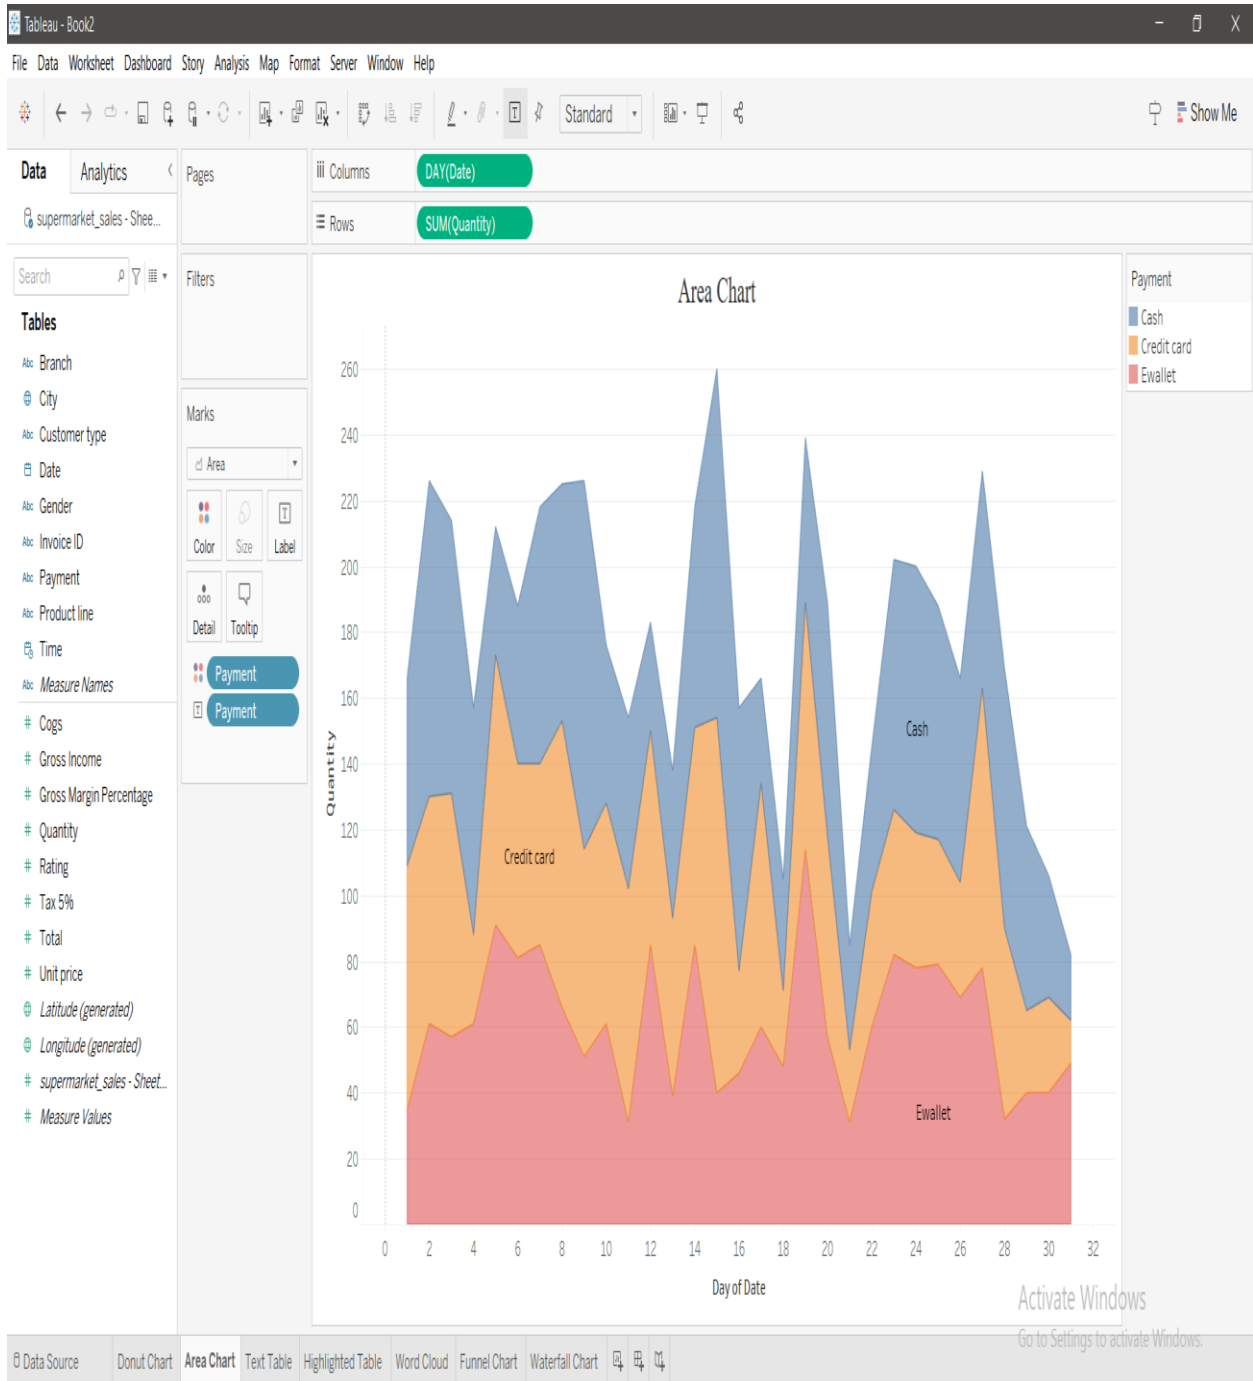 Tableau - Book2
File Data Worksheet Dashboard Story Analysis Map Format Server Window Help
Standard
Show Me
Data Analytics
supermarket_sales - Shee...
Search
Tables
Abc Branch
City
Abc Customer type
Date
Abc Gender
Abc Invoice ID
Abc Payment
Abc Product line
Time
Abc Measure Names
# Cogs
# Gross Income
# Gross Margin Percentage
# Quantity
# Rating
# Tax 5%
# Total
# Unit price
Latitude (generated)
Longitude (generated)
# supermarket_sales - Sheet...
# Measure Values
Pages
Filters
Marks
Area
Color Size Label
Detail Tooltip
Payment
Payment
Columns DAY(Date)
Rows SUM(Quantity)
Area Chart
Quantity
260
240
220
200
180
160
140
120
100
80
60
40
20
0
Cash
Credit card
Ewallet
0 2 4 6 8 10 12 14 16 18 20 22 24 26 28 30 32
Day of Date
Payment
Cash
Credit card
Ewallet
Activate Windows
Go to Settings to activate Windows.
Data Source Donut Chart Area Chart Text Table Highlighted Table Word Cloud Funnel Chart Waterfall Chart